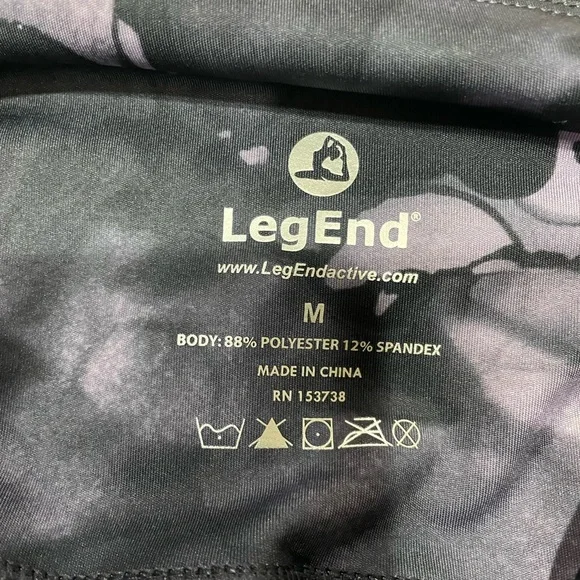 LegEnd®
www.LegEndactive.com
M
BODY: 88% POLYESTER 12% SPANDEX
MADE IN CHINA
RN 153738